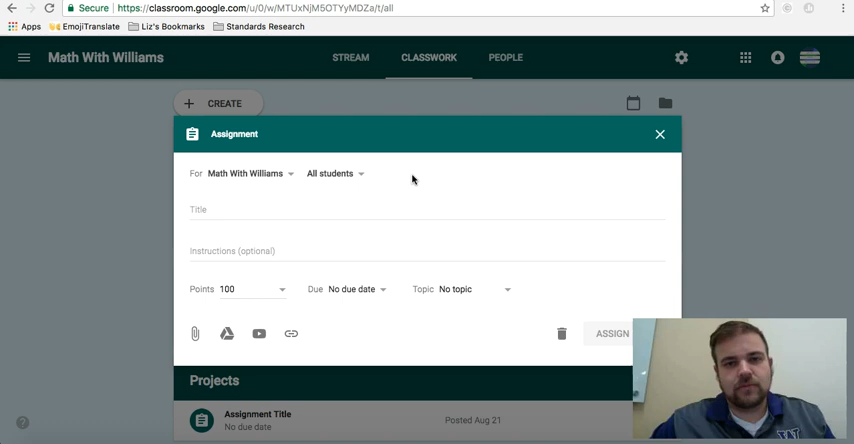 Secure https://classroom.google.com/u/0/w/MTUxNjM5OTYyMDZa/t/all
Apps EmojiTranslate Liz's Bookmarks Standards Research
Math With Williams STREAM CLASSWORK PEOPLE
+ CREATE
Assignment
For Math With Williams All students
Title
Instructions (optional)
Points 100 Due No due date Topic No topic
ASSIGN
Projects
Assignment Title
No due date
Posted Aug 21
?
W